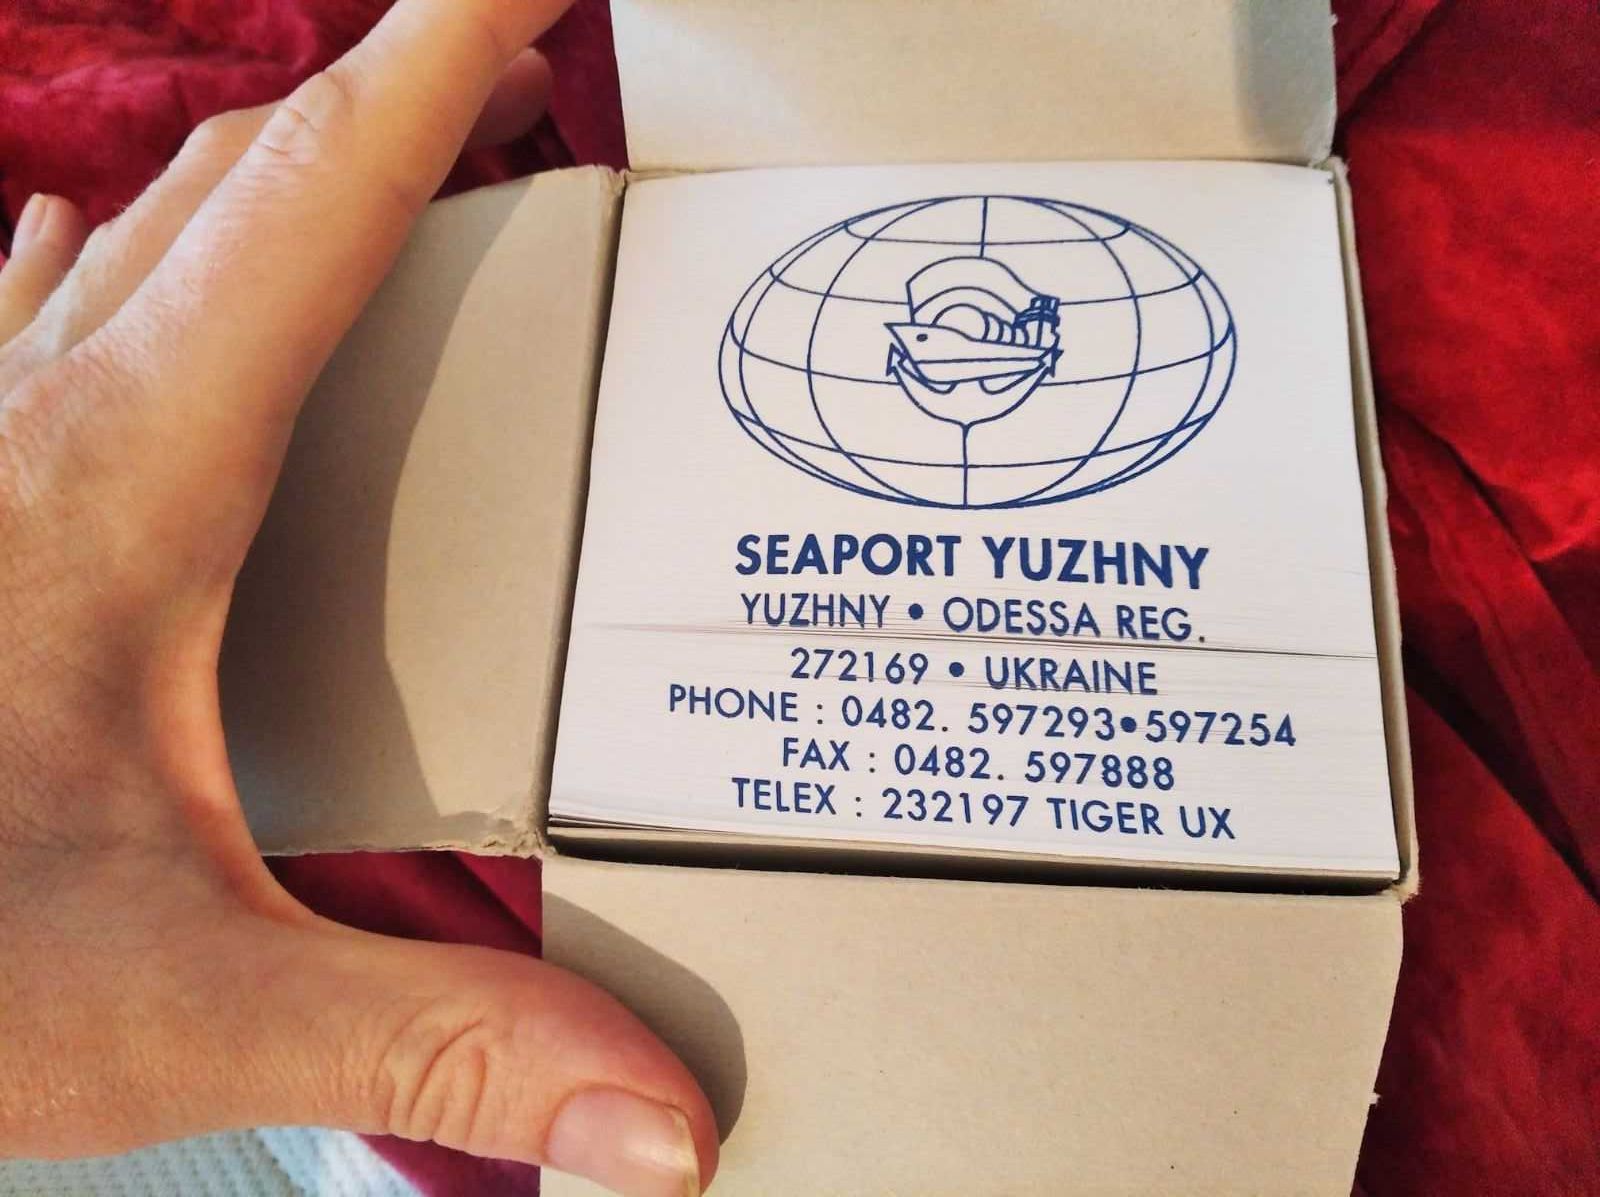 SEAPORT YUZHNY
YUZHNY • ODESSA REG.
272169 • UKRAINE
PHONE : 0482. 597293•597254
FAX : 0482. 597888
TELEX : 232197 TIGER UX